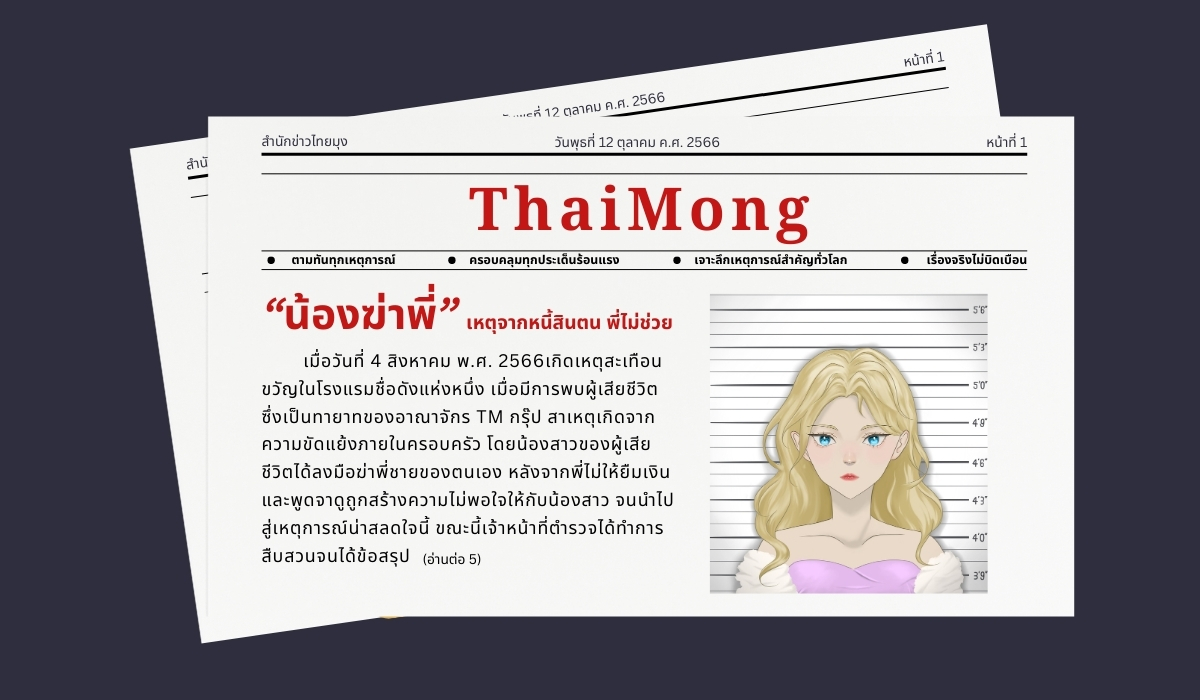 หน้าที่ 1
วันพุธที่ 12 ตุลาคม ค.ศ. 2566
สำนักข่าวไทยมุง วันพุธที่ 12 ตุลาคม ค.ศ. 2566 หน้าที่ 1
ThaiMong
● ตามทันทุกเหตุการณ์ ● ครอบคลุมทุกประเด็นร้อนแรง ● เจาะลึกเหตุการณ์สำคัญทั่วโลก ● เรื่องจริงไม่บิดเบือน
“น้องฆ่าพี่” เหตุจากหนี้สินตน พี่ไม่ช่วย
เมื่อวันที่ 4 สิงหาคม พ.ศ. 2566เกิดเหตุสะเทือน
ขวัญในโรงแรมชื่อดังแห่งหนึ่ง เมื่อมีการพบผู้เสียชีวิต
ซึ่งเป็นทายาทของอาณาจักร TM กรุ๊ป สาเหตุเกิดจาก
ความขัดแย้งภายในครอบครัว โดยน้องสาวของผู้เสีย
ชีวิตได้ลงมือฆ่าพี่ชายของตนเอง หลังจากพี่ไม่ให้ยืมเงิน
และพูดจาดูถูกสร้างความไม่พอใจให้กับน้องสาว จนนำไป
สู่เหตุการณ์น่าสลดใจนี้ ขณะนี้เจ้าหน้าที่ตำรวจได้ทำการ
สืบสวนจนได้ข้อสรุป (อ่านต่อ 5)
5'6"
5'3"
5'0"
4'9"
4'6"
4'3"
4'0"
3'9"